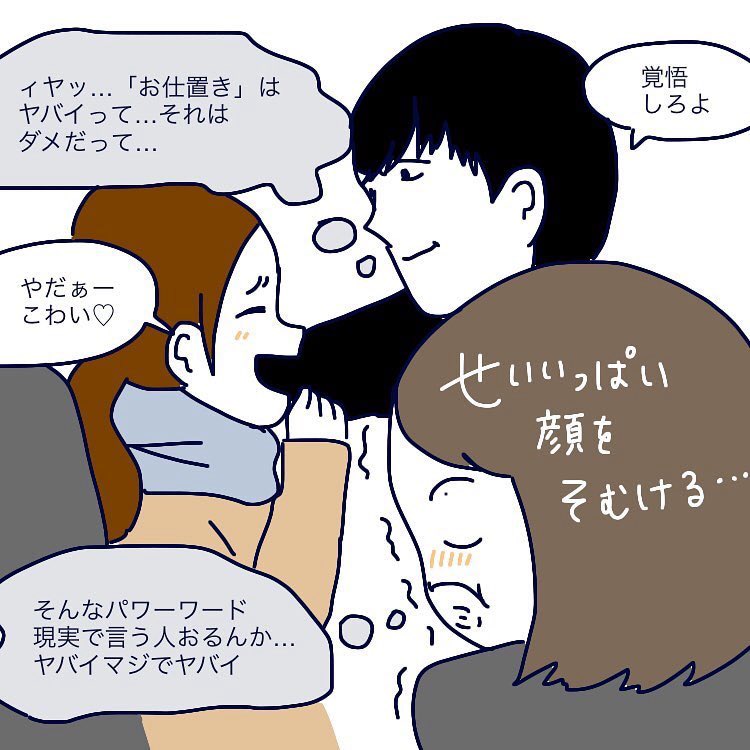 覚悟
しろよ
ィヤッ…「お仕置き」は
ヤバイって…それは
ダメだって…
やだぁー
こわい♡
せいいっぱい
顔を
そむける…
そんなパワーワード
現実で言う人おるんか…
ヤバイマジでヤバイ